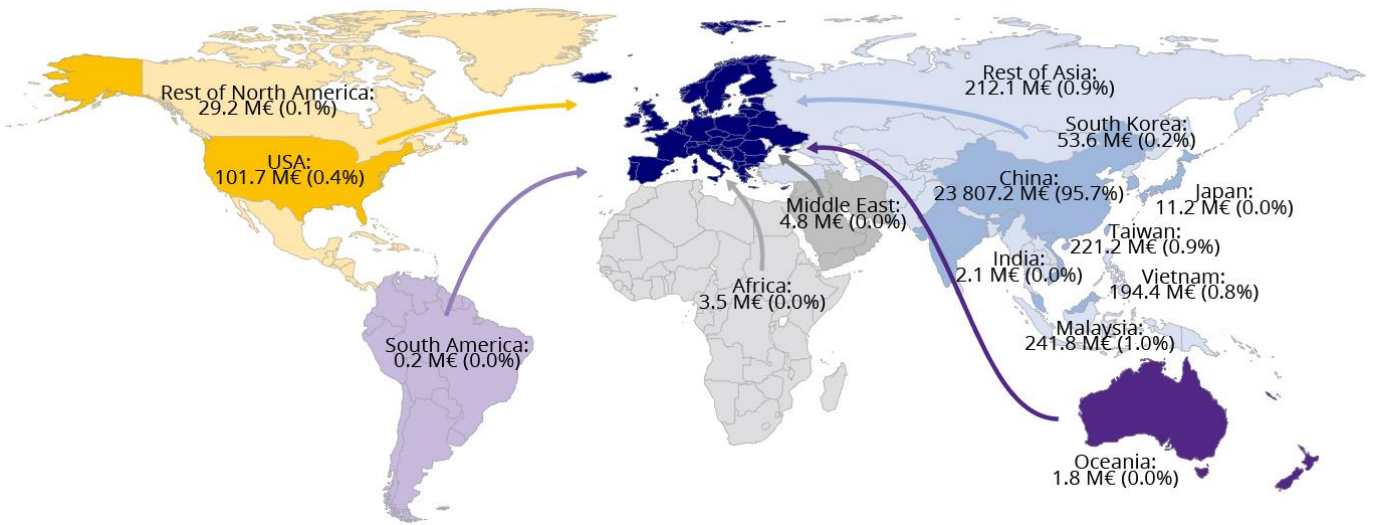 Rest of North America:
29.2 M€ (0.1%)
USA:
101.7 M€ (0.4%)
South America:
0.2 M€ (0.0%)
Africa:
3.5 M€ (0.0%)
Middle East:
4.8 M€ (0.0%)
Rest of Asia:
212.1 M€ (0.9%)
South Korea:
53.6 M€ (0.2%)
China:
23 807.2 M€ (95.7%)
Japan:
11.2 M€ (0.0%)
Taiwan:
221.2 M€ (0.9%)
India:
2.1 M€ (0.0%)
Vietnam:
194.4 M€ (0.8%)
Malaysia:
241.8 M€ (1.0%)
Oceania:
1.8 M€ (0.0%)